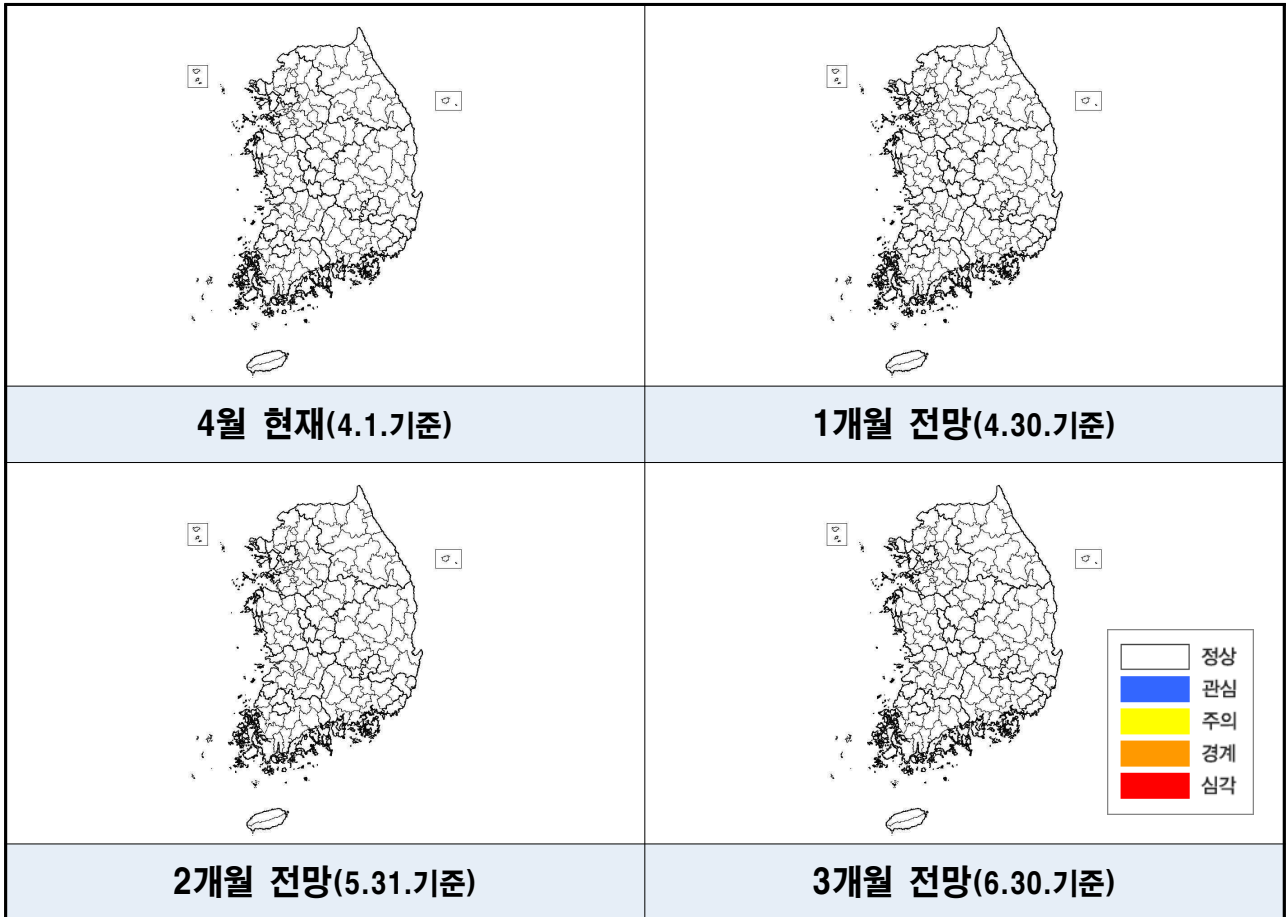 4월 현재(4.1.기준)
1개월 전망(4.30.기준)
정상
관심
주의
경계
심각
2개월 전망(5.31.기준)
3개월 전망(6.30.기준)